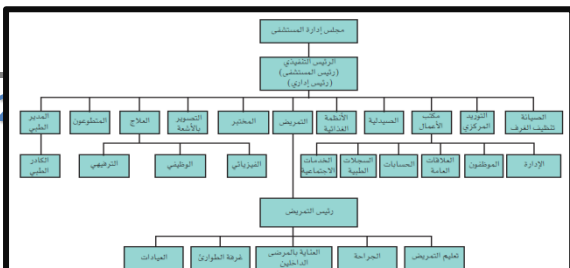 مجلس إدارة المستشفى
الرئيس التنفيذي
(رئيس المستشفى)
(رئيس إداري)
الصيانة
تنظيف الغرف
التوريد
المركزي
مكتب
الأعمال
الصيدلية
الأنظمة
الغذائية
التمريض
المختبر
التصوير
بالأشعة
العلاج
المتطوعون
المدير
الطبي
الإدارة
الموظفون
العلاقات
العامة
الحسابات
السجلات
الطبية
الخدمات
الاجتماعية
الفيزيائي
الوظيفي
الترفيهي
الكادر
الطبي
رئيس التمريض
تعليم التمريض
الجراحة
العناية بالمرضى
الداخلين
غرفة الطوارئ
العيادات